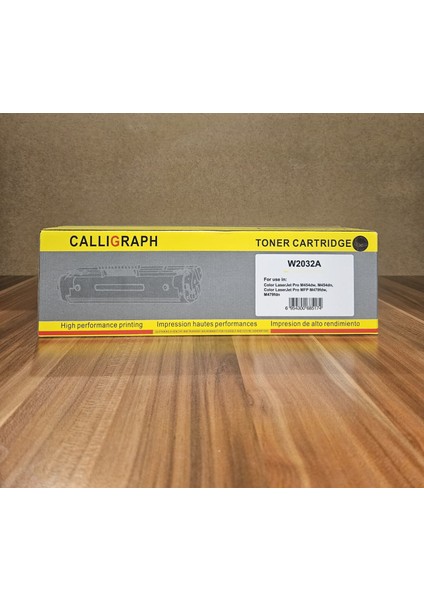 CALLIGRAPH
TONER CARTRIDGE
W2032A
For use in:
Color LaserJet Pro M454dw, M454dn,
Color LaserJet Pro MFP M479fdw,
M479fdn
High performance printing
Impression hautes performances
Impresion de alto rendimiento